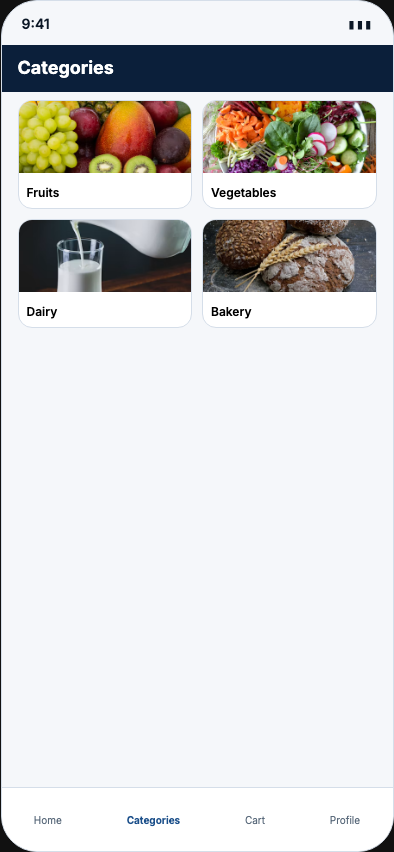 9:41
Categories
Fruits
Vegetables
Dairy
Bakery
Home
Categories
Cart
Profile